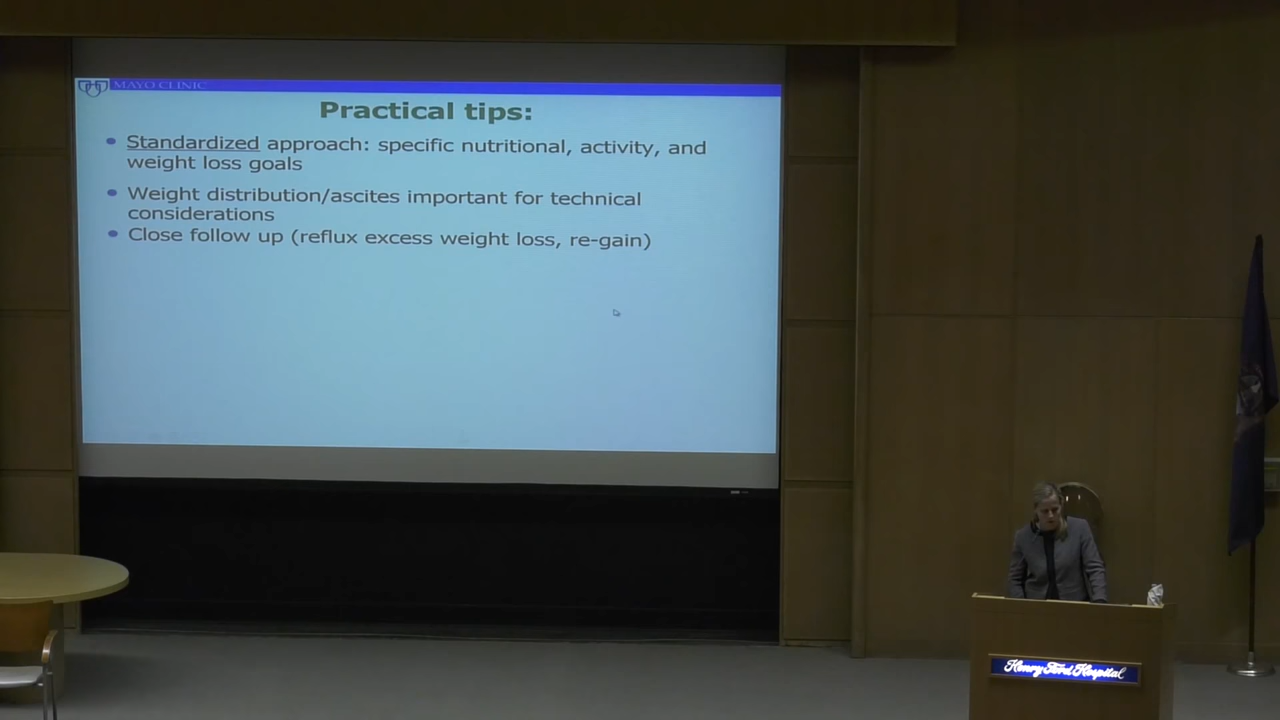 MAYO CLINIC
Practical tips:
Standardized approach: specific nutritional, activity, and
weight loss goals
Weight distribution/ascites important for technical
considerations
Close follow up (reflux excess weight loss, re-gain)
Henry Ford Hospital